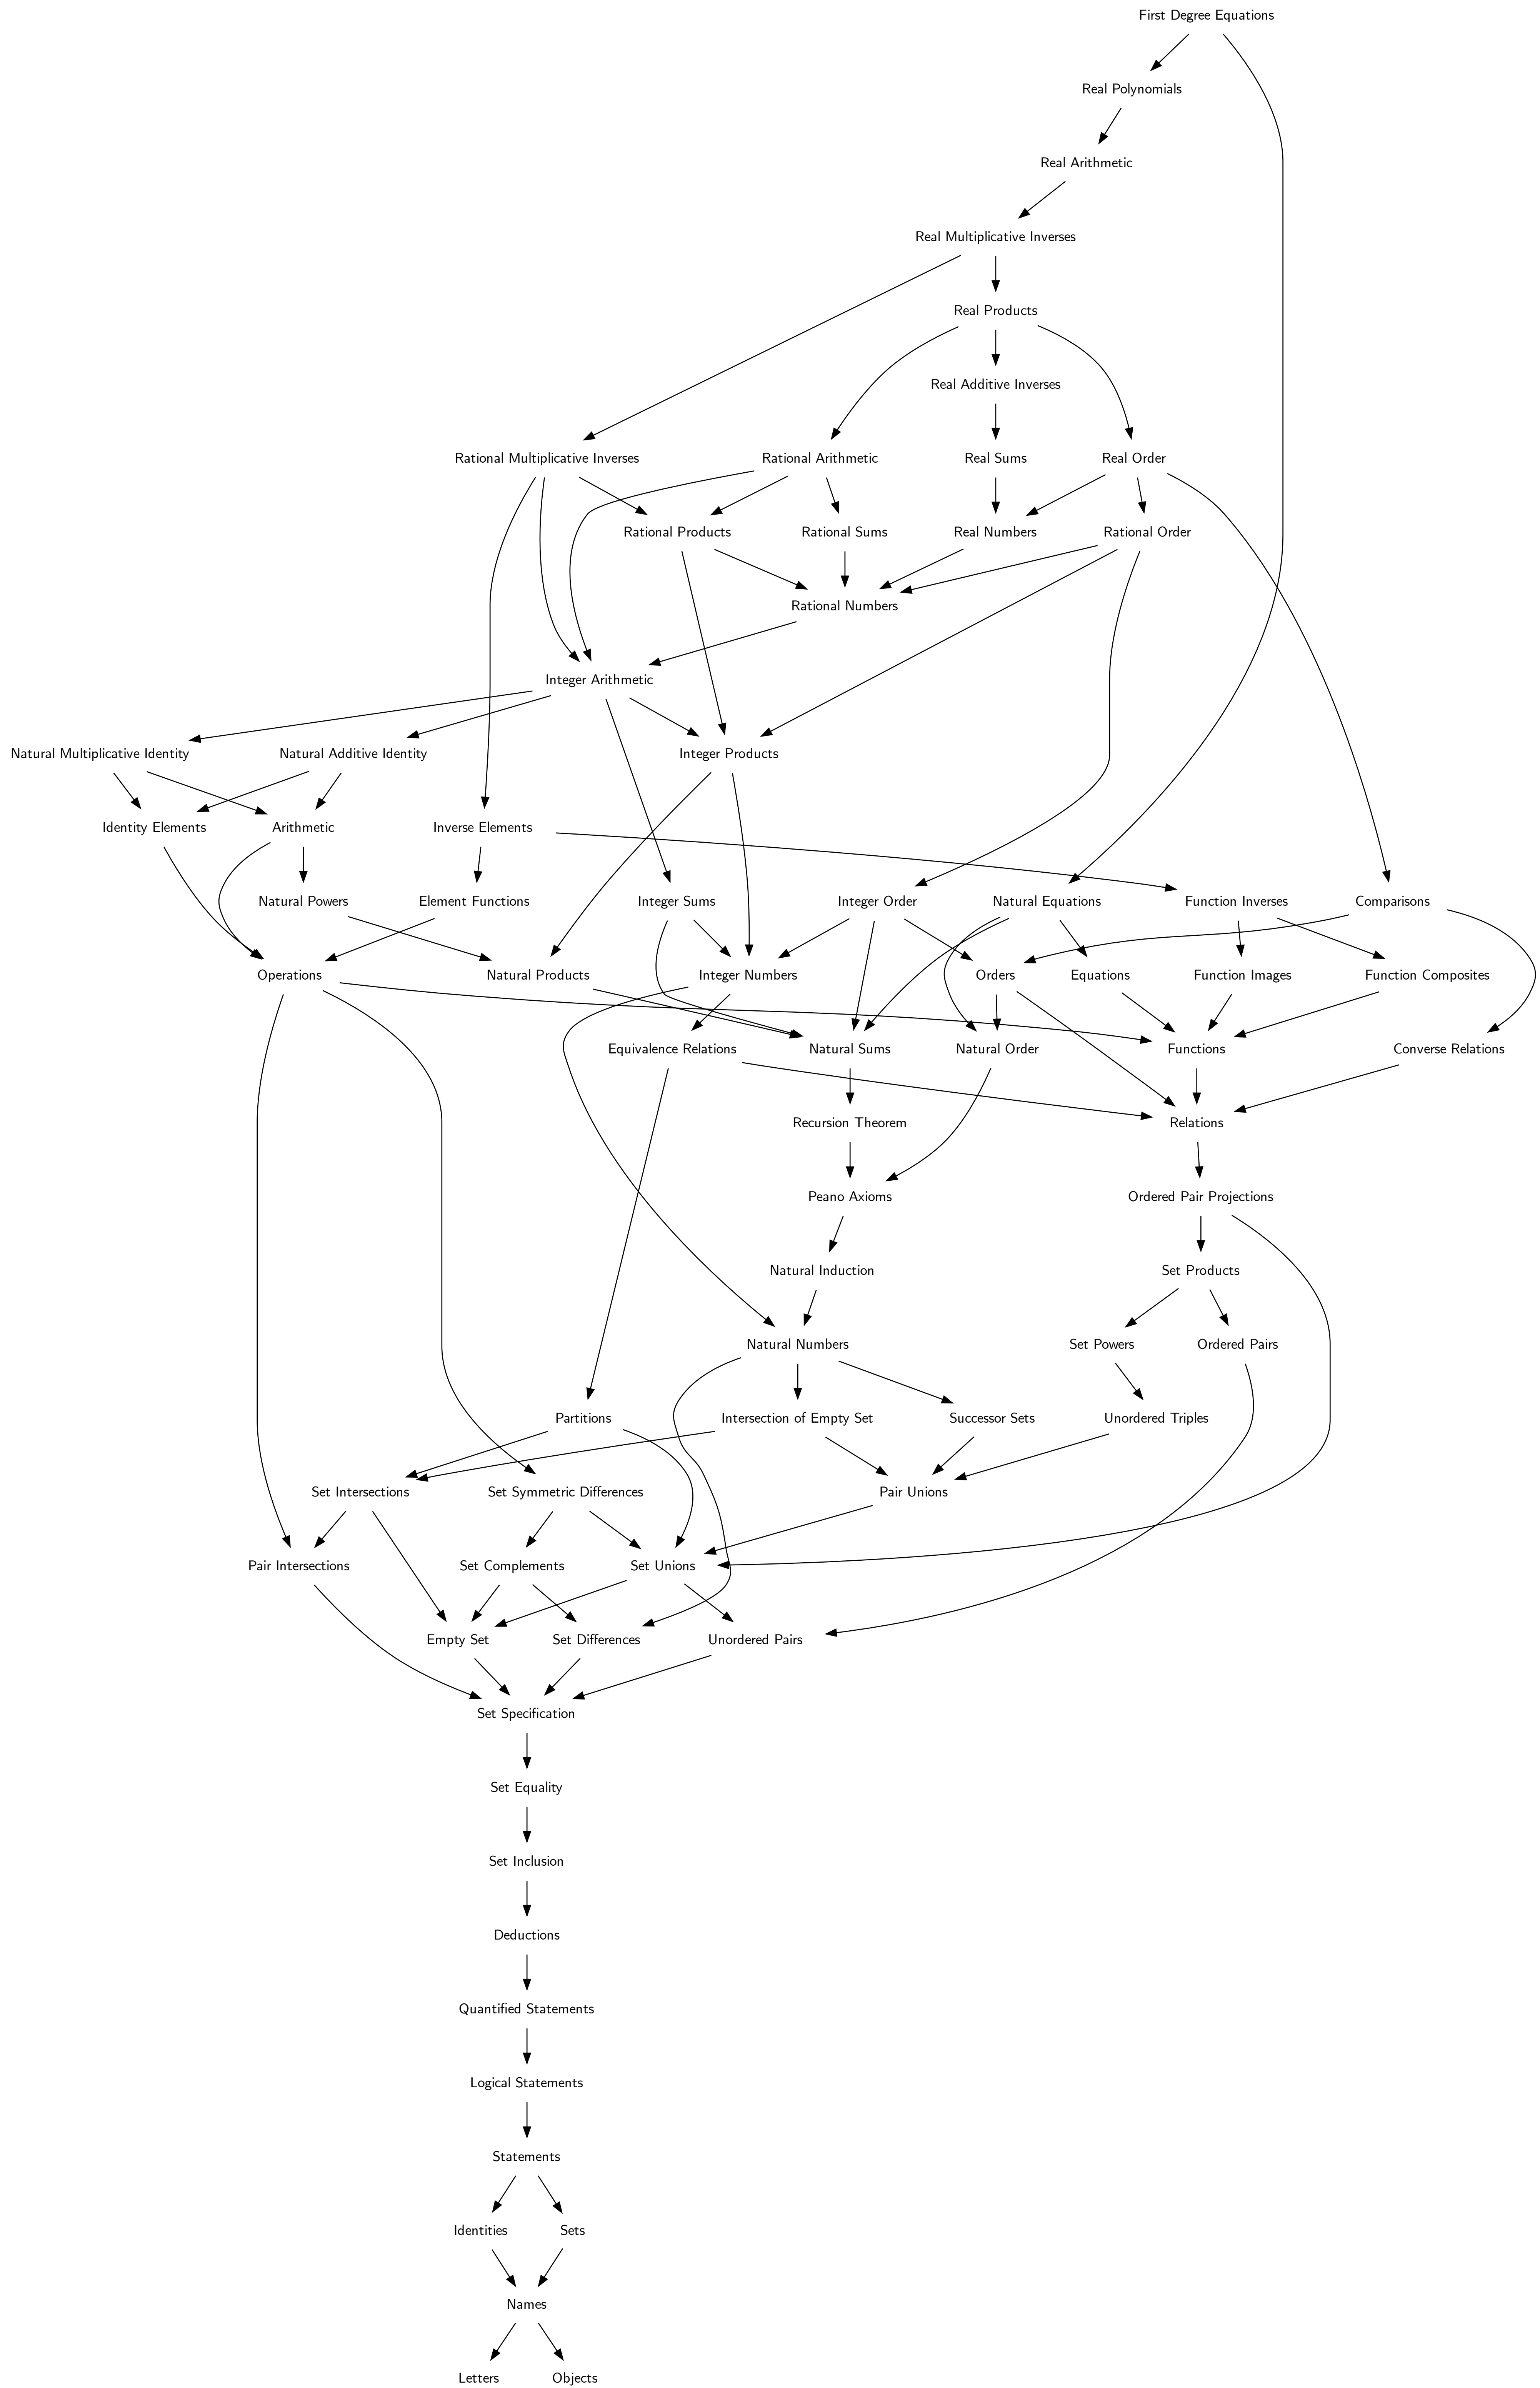 First Degree Equations
Real Polynomials
Real Arithmetic
Real Multiplicative Inverses
Real Products
Real Additive Inverses
Rational Multiplicative Inverses
Rational Arithmetic
Real Sums
Real Order
Rational Products
Rational Sums
Real Numbers
Rational Order
Rational Numbers
Integer Arithmetic
Natural Multiplicative Identity
Natural Additive Identity
Integer Products
Identity Elements
Arithmetic
Inverse Elements
Natural Powers
Element Functions
Integer Sums
Integer Order
Natural Equations
Function Inverses
Comparisons
Operations
Natural Products
Integer Numbers
Orders
Equations
Function Images
Function Composites
Equivalence Relations
Natural Sums
Natural Order
Functions
Converse Relations
Recursion Theorem
Relations
Peano Axioms
Ordered Pair Projections
Natural Induction
Set Products
Natural Numbers
Set Powers
Ordered Pairs
Partitions
Intersection of Empty Set
Successor Sets
Unordered Triples
Set Intersections
Set Symmetric Differences
Pair Unions
Pair Intersections
Set Complements
Set Unions
Empty Set
Set Differences
Unordered Pairs
Set Specification
Set Equality
Set Inclusion
Deductions
Quantified Statements
Logical Statements
Statements
Identities
Sets
Names
Letters
Objects